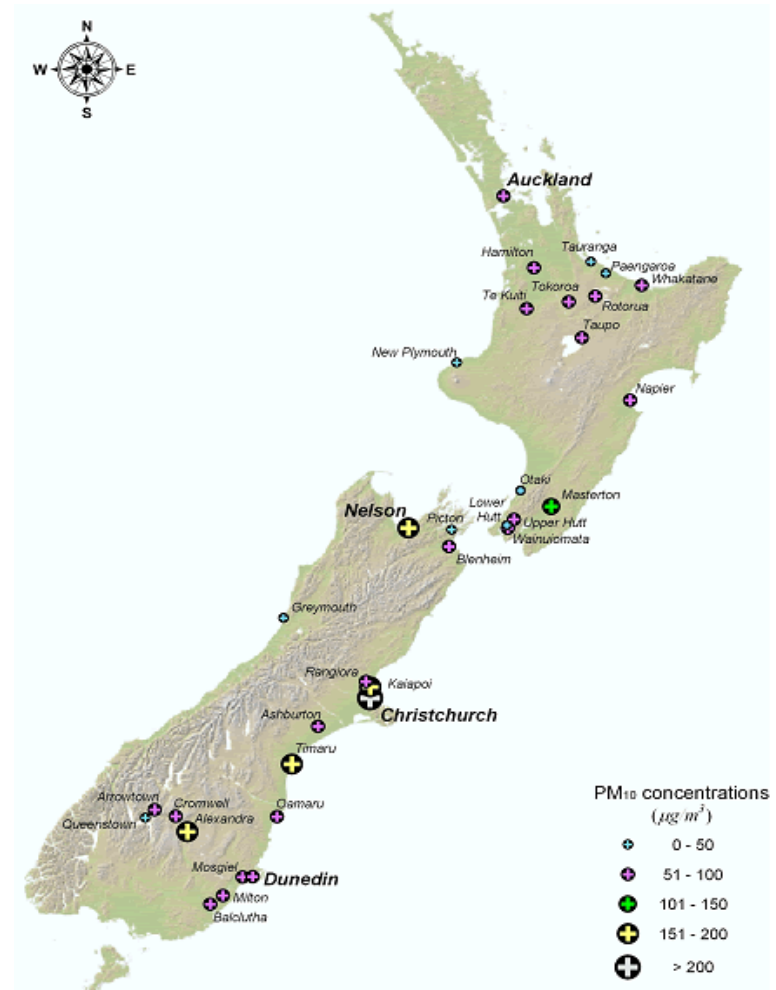 N
W E
S
Auckland
Hamilton
Tauranga
Paengaroa
Whakatane
Te Kuiti
Tokoroa
Rotorua
Taupo
New Plymouth
Napier
Otaki
Masterton
Lower
Hutt
Upper Hutt
Wainuiomata
Nelson
Picton
Blenheim
Greymouth
Rangiora
Kaiapoi
Christchurch
Ashburton
Timaru
Arrowtown
Cromwell
Oamaru
Queenstown
Alexandra
Mosgiel
Dunedin
Milton
Balclutha
PM₁₀ concentrations
(μg/m³)
0 - 50
51 - 100
101 - 150
151 - 200
> 200